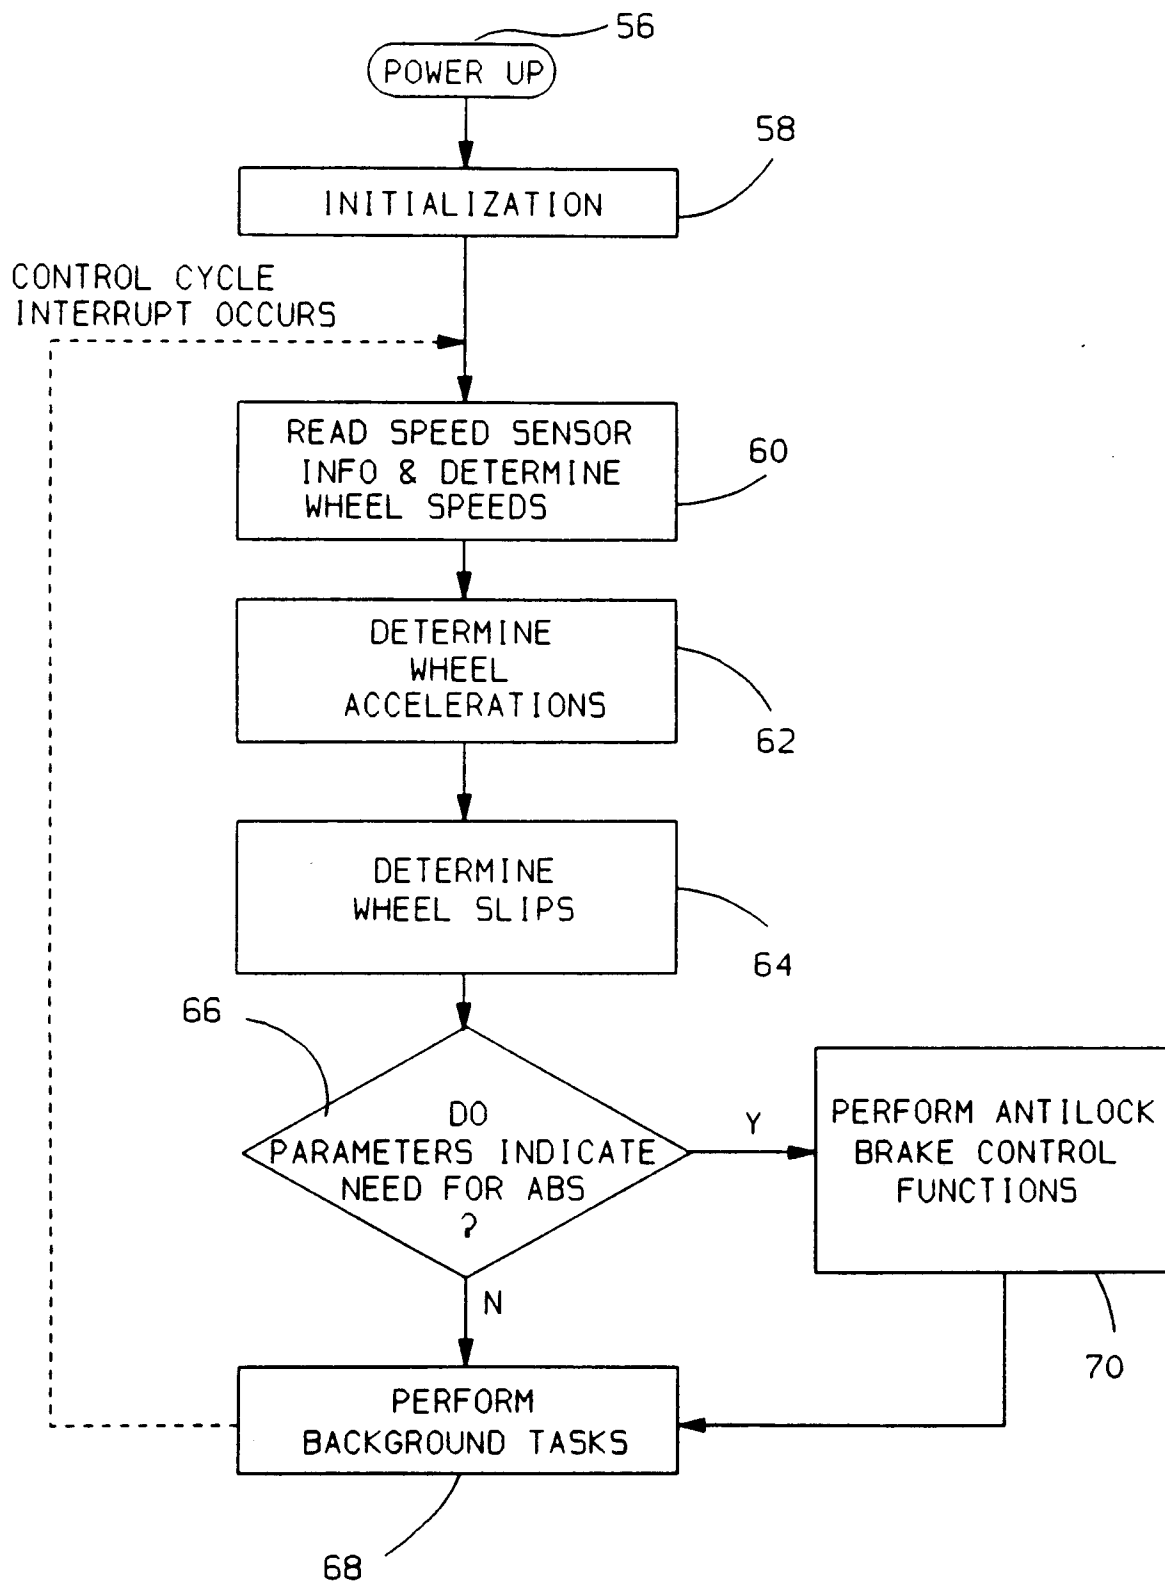 56
POWER UP
58
INITIALIZATION
CONTROL CYCLE
INTERRUPT OCCURS
READ SPEED SENSOR
INFO & DETERMINE
WHEEL SPEEDS
60
DETERMINE
WHEEL
ACCELERATIONS
62
DETERMINE
WHEEL SLIPS
64
66
DO
PARAMETERS INDICATE
NEED FOR ABS
?
Y
PERFORM ANTILOCK
BRAKE CONTROL
FUNCTIONS
N
70
PERFORM
BACKGROUND TASKS
68